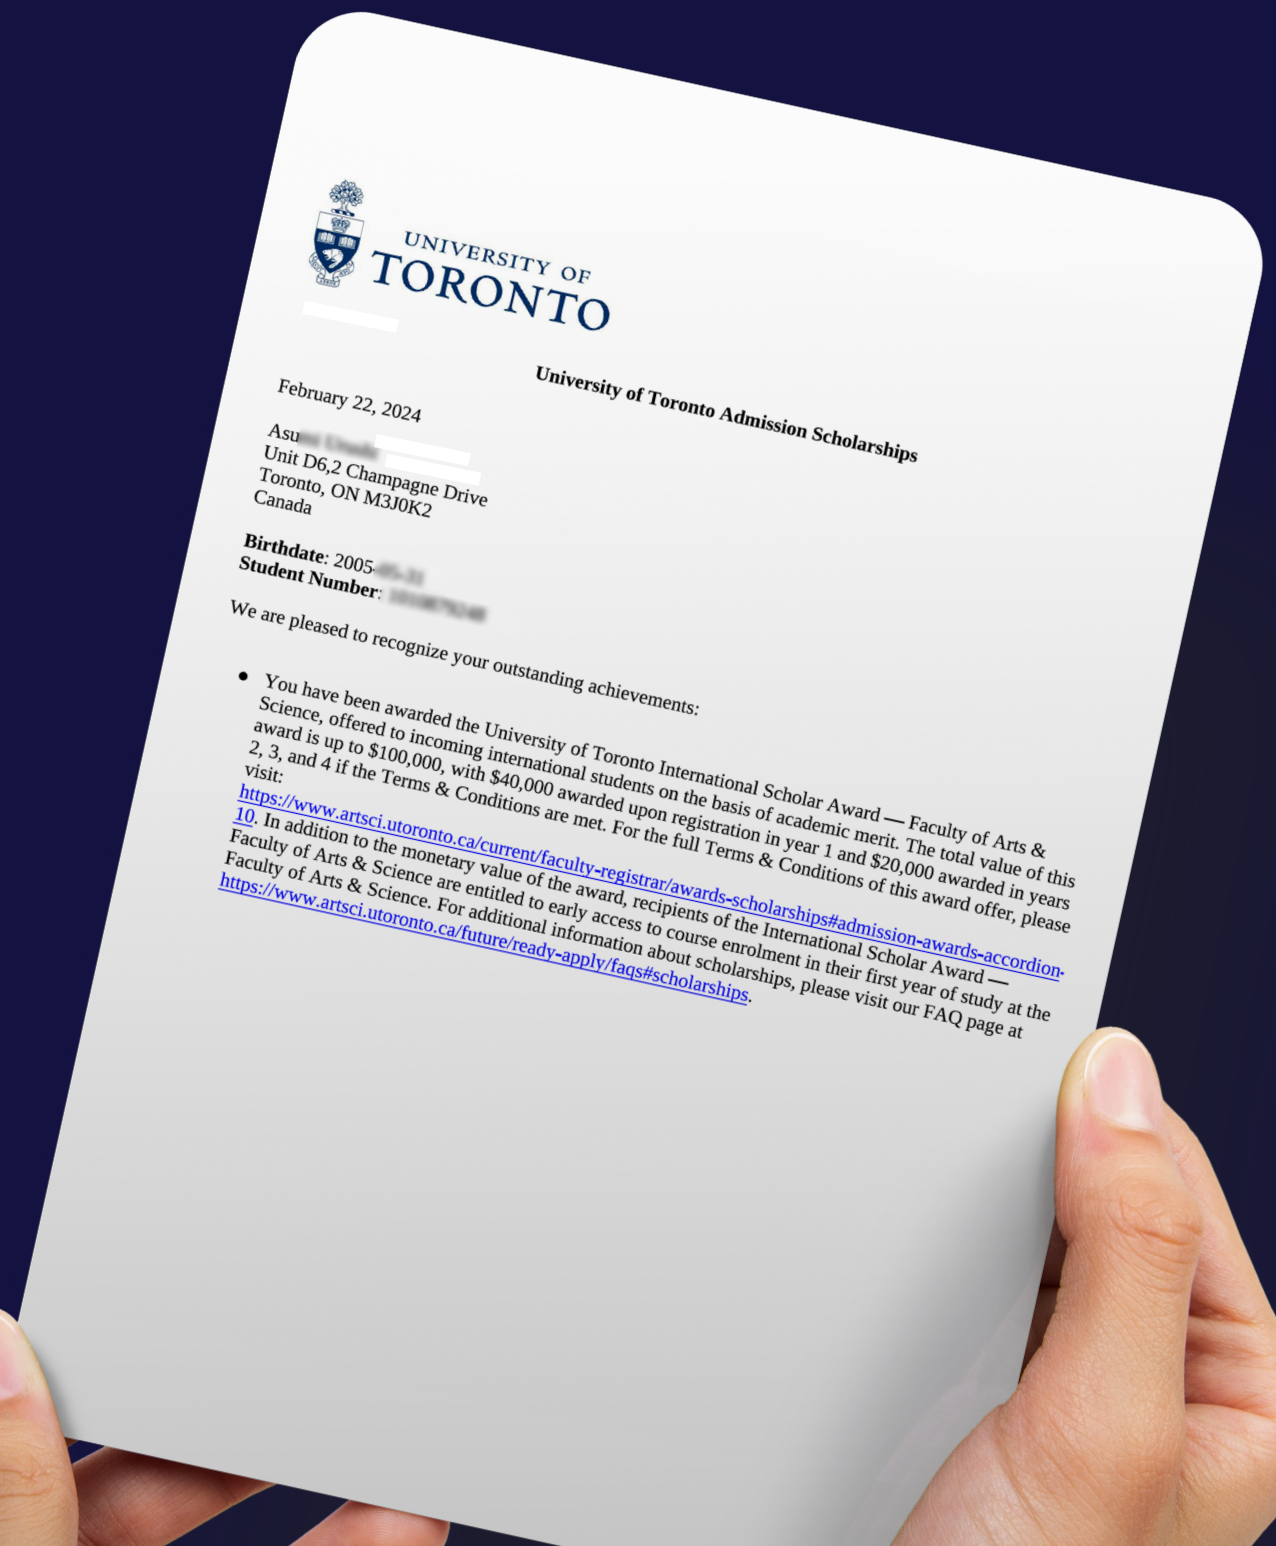 UNIVERSITY OF
TORONTO
University of Toronto Admission Scholarships
February 22, 2024
Asu
Unit D6,2 Champagne Drive
Toronto, ON M3J0K2
Canada
Birthdate: 2005-
Student Number:
We are pleased to recognize your outstanding achievements:
● You have been awarded the University of Toronto International Scholar Award — Faculty of Arts &
Science, offered to incoming international students on the basis of academic merit. The total value of this
award is up to $100,000, with $40,000 awarded upon registration in year 1 and $20,000 awarded in years
2, 3, and 4 if the Terms & Conditions are met. For the full Terms & Conditions of this award offer, please
visit:
https://www.artsci.utoronto.ca/current/faculty-registrar/awards-scholarships#admission-awards-accordion-
10. In addition to the monetary value of the award, recipients of the International Scholar Award —
Faculty of Arts & Science are entitled to early access to course enrolment in their first year of study at the
Faculty of Arts & Science. For additional information about scholarships, please visit our FAQ page at
https://www.artsci.utoronto.ca/future/ready-apply/faqs#scholarships.